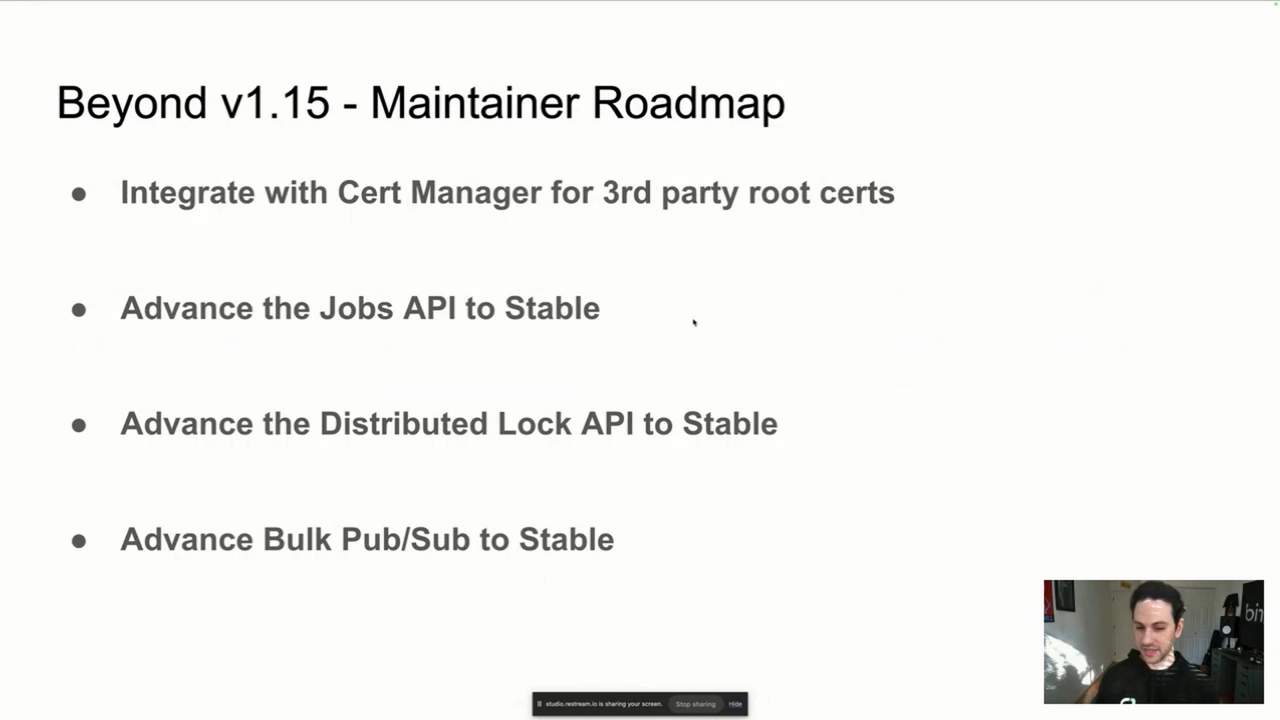 Beyond v1.15 - Maintainer Roadmap
● Integrate with Cert Manager for 3rd party root certs
● Advance the Jobs API to Stable
● Advance the Distributed Lock API to Stable
● Advance Bulk Pub/Sub to Stable
studio.restream.io is sharing your screen. Stop sharing Hide